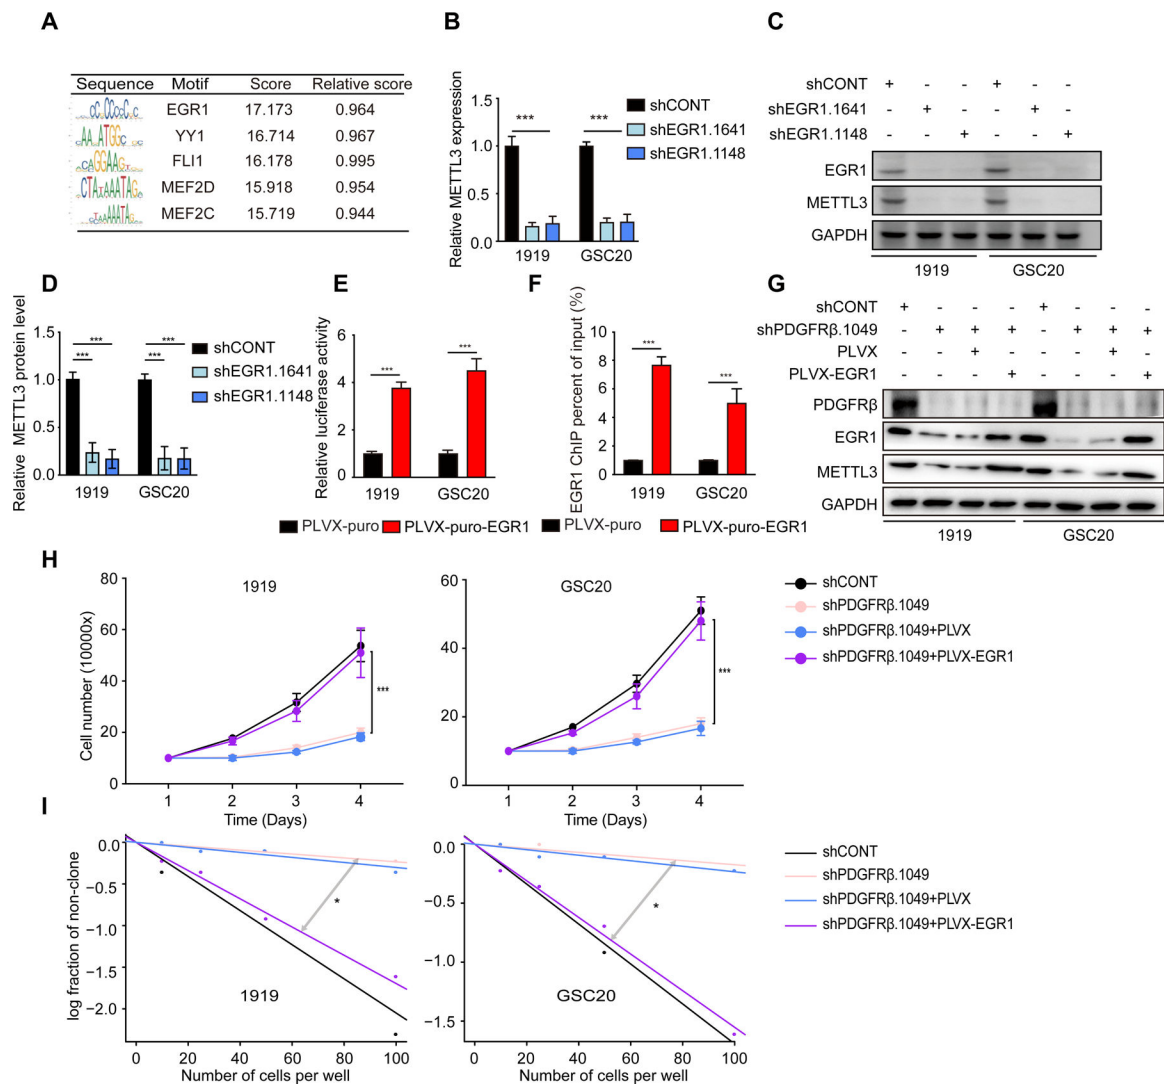 A
Sequence Motif Score Relative score
EGR1 17.173 0.964
YY1 16.714 0.967
FLI1 16.178 0.995
MEF2D 15.918 0.954
MEF2C 15.719 0.944
B
Relative METTL3 expression
1.5
1.0
0.5
0.0
*** ***
1919 GSC20
shCONT
shEGR1.1641
shEGR1.1148
C
shCONT + - - + - -
shEGR1.1641 - + - - + -
shEGR1.1148 - - + - - +
EGR1
METTL3
GAPDH
1919 GSC20
D
Relative METTL3 protein level
1.5
1.0
0.5
0.0
*** ***
*** ***
1919 GSC20
shCONT
shEGR1.1641
shEGR1.1148
E
Relative luciferase activity
6
4
2
0
*** ***
1919 GSC20
PLVX-puro PLVX-puro-EGR1
F
EGR1 ChIP percent of input (%)
10
8
6
4
2
0
*** ***
1919 GSC20
PLVX-puro PLVX-puro-EGR1
G
shCONT + - - - + - - -
shPDGFRβ.1049 - + + + - + + +
PLVX - - + - - - + -
PLVX-EGR1 - - - + - - - +
PDGFRβ
EGR1
METTL3
GAPDH
1919 GSC20
H
1919
Cell number (10000x)
80
60
40
20
0
***
1 2 3 4
Time (Days)
GSC20
60
40
20
0
***
1 2 3 4
Time (Days)
shCONT
shPDGFRβ.1049
shPDGFRβ.1049+PLVX
shPDGFRβ.1049+PLVX-EGR1
I
log fraction of non-clone
0.0
−0.5
−1.0
−1.5
−2.0
*
1919
0 20 40 60 80 100
Number of cells per well
0.0
−0.5
−1.0
−1.5
*
GSC20
0 20 40 60 80 100
Number of cells per well
shCONT
shPDGFRβ.1049
shPDGFRβ.1049+PLVX
shPDGFRβ.1049+PLVX-EGR1